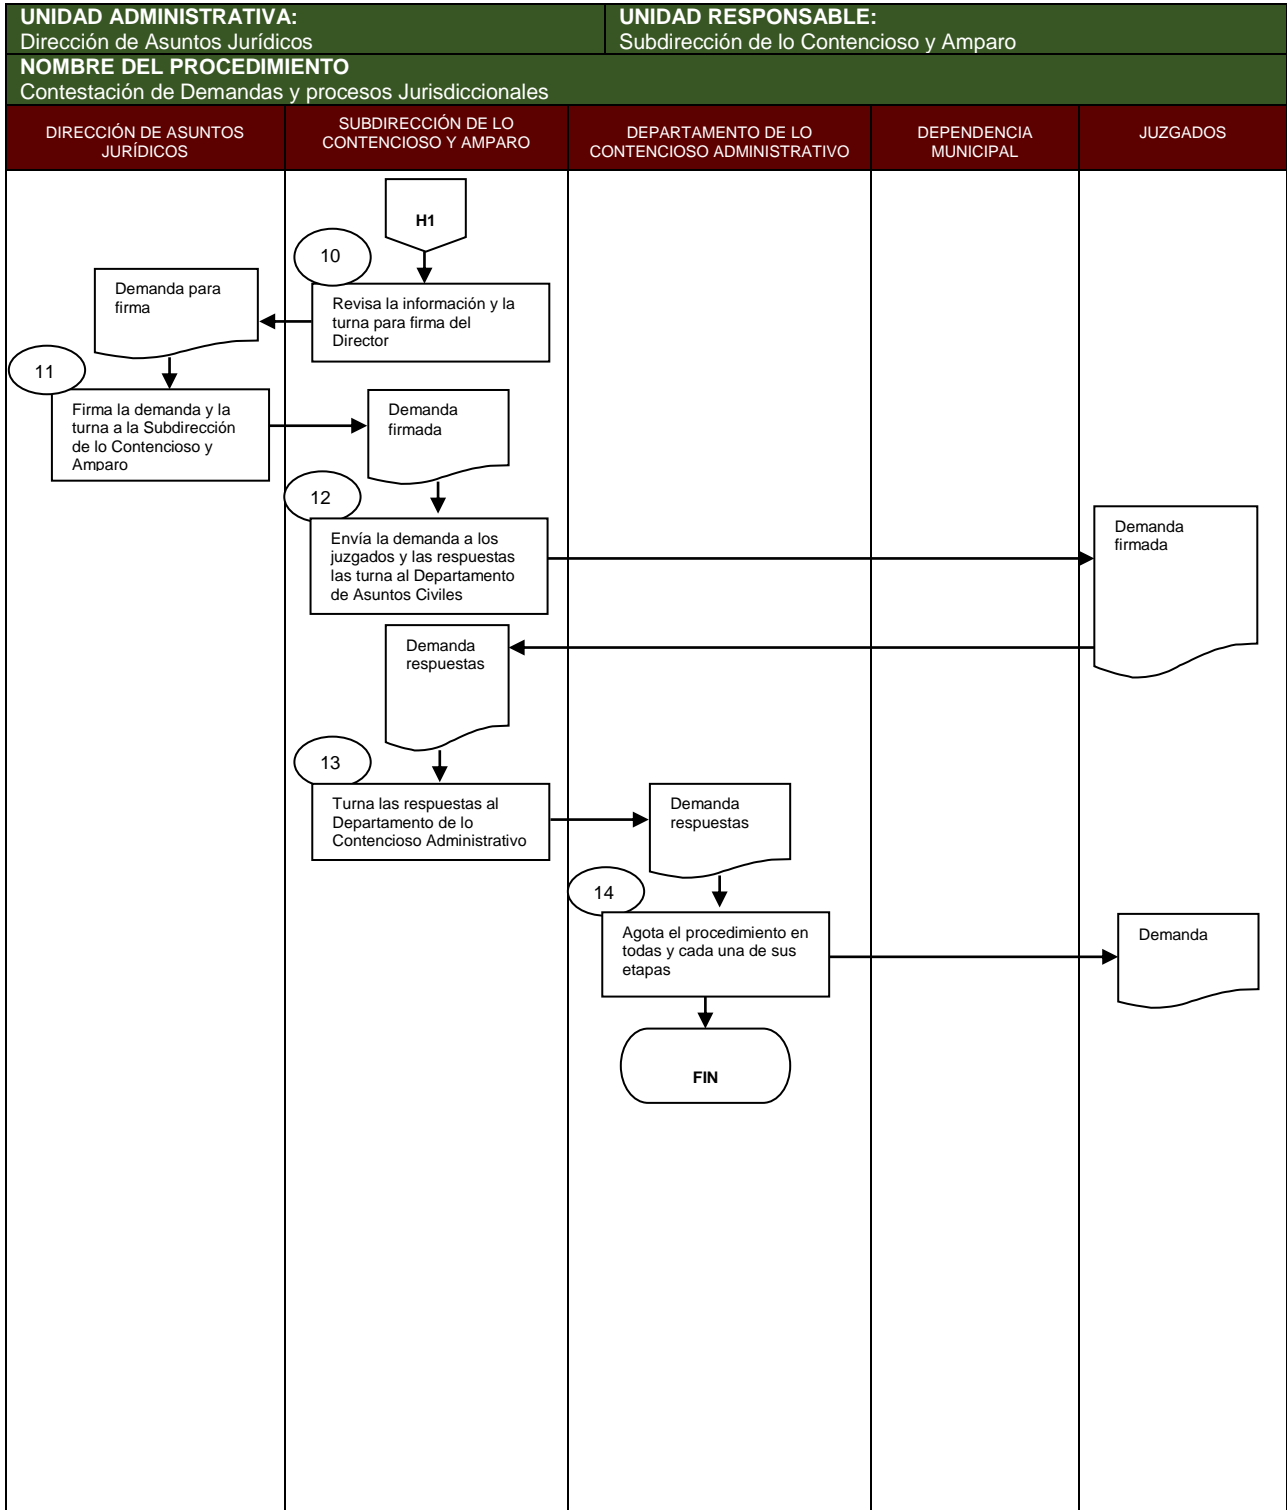 UNIDAD ADMINISTRATIVA:
Dirección de Asuntos Jurídicos
UNIDAD RESPONSABLE:
Subdirección de lo Contencioso y Amparo
NOMBRE DEL PROCEDIMIENTO
Contestación de Demandas y procesos Jurisdiccionales
DIRECCIÓN DE ASUNTOS
JURÍDICOS
SUBDIRECCIÓN DE LO
CONTENCIOSO Y AMPARO
DEPARTAMENTO DE LO
CONTENCIOSO ADMINISTRATIVO
DEPENDENCIA
MUNICIPAL
JUZGADOS
H1
10
Revisa la información y la
turna para firma del
Director
Demanda para
firma
11
Firma la demanda y la
turna a la Subdirección
de lo Contencioso y
Amparo
Demanda
firmada
12
Envía la demanda a los
juzgados y las respuestas
las turna al Departamento
de Asuntos Civiles
Demanda
firmada
Demanda
respuestas
13
Turna las respuestas al
Departamento de lo
Contencioso Administrativo
Demanda
respuestas
14
Agota el procedimiento en
todas y cada una de sus
etapas
Demanda
FIN